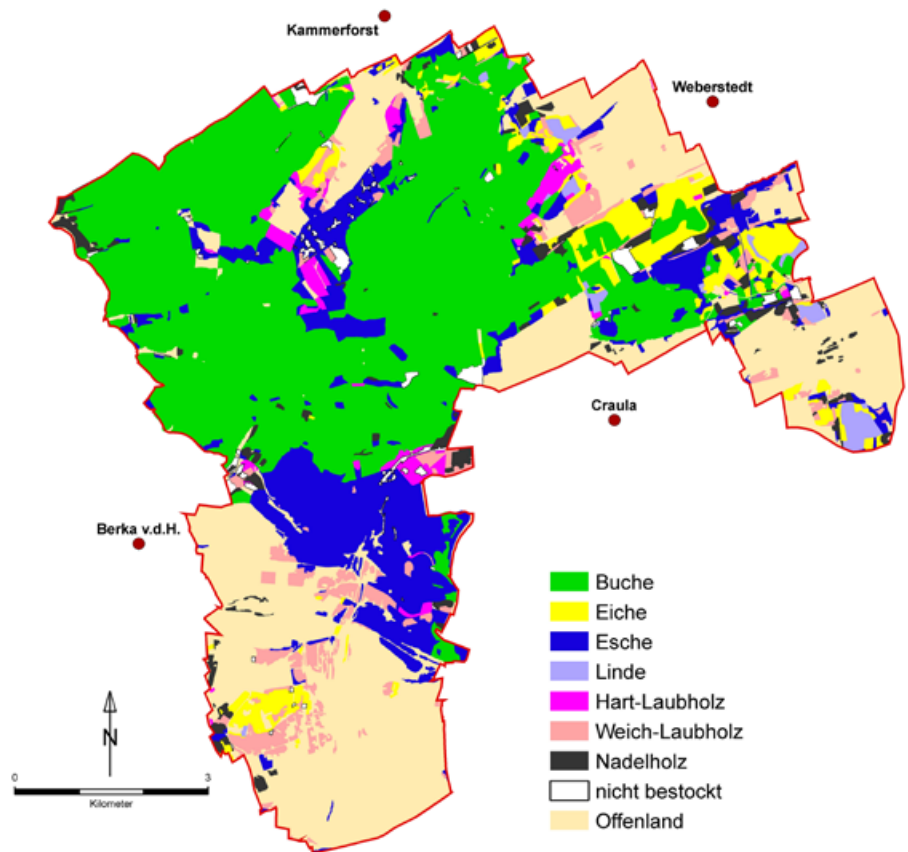 Kammerforst
Weberstedt
Craula
Berka v.d.H.
Buche
Eiche
Esche
Linde
Hart-Laubholz
Weich-Laubholz
Nadelholz
nicht bestockt
Offenland
N
0 3
Kilometer